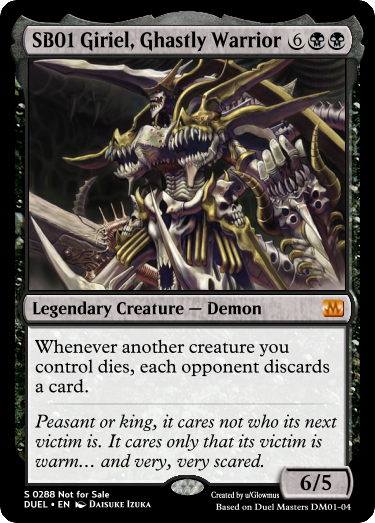 SB01 Giriel, Ghastly Warrior 6
Legendary Creature — Demon
M
Whenever another creature you
control dies, each opponent discards
a card.
Peasant or king, it cares not who its next
victim is. It cares only that its victim is
warm… and very, very scared.
6/5
S 0288 Not for Sale
DUEL • EN Daisuke Izuka
Created by u/Glowmus
Based on Duel Masters DM01-04